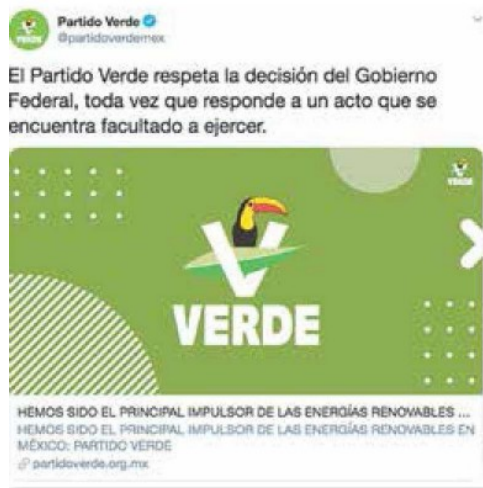 Partido Verde
@partidoverdemex
El Partido Verde respeta la decisión del Gobierno
Federal, toda vez que responde a un acto que se
encuentra facultado a ejercer.
VERDE
VERDE
VERDE
HEMOS SIDO EL PRINCIPAL IMPULSOR DE LAS ENERGÍAS RENOVABLES ...
HEMOS SIDO EL PRINCIPAL IMPULSOR DE LAS ENERGÍAS RENOVABLES EN
MÉXICO: PARTIDO VERDE
partidoverde.org.mx